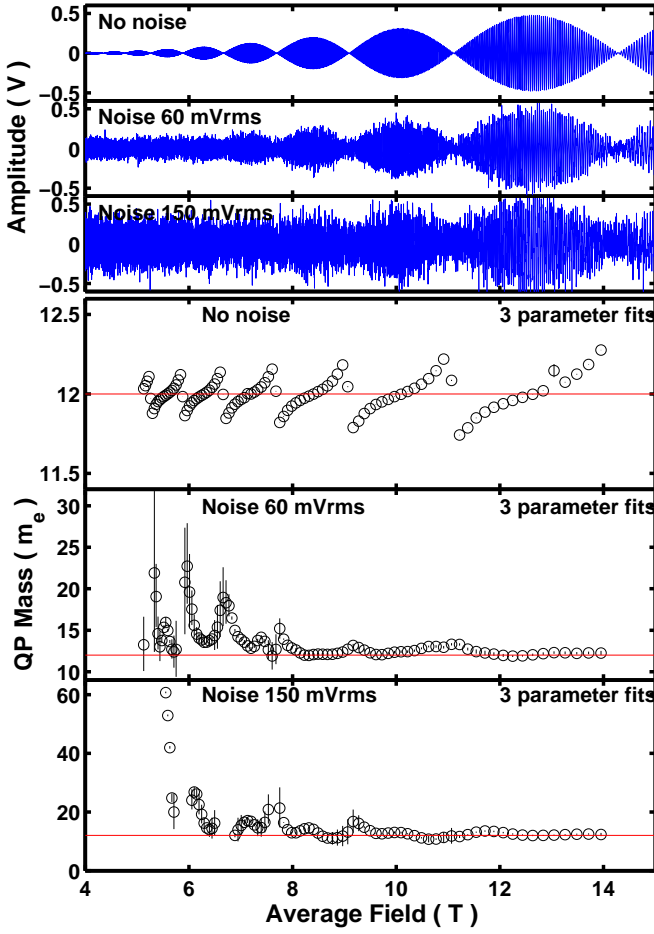 0.5
No noise
0
−0.5
0.5
Noise 60 mVrms
0
−0.5
0.5
Noise 150 mVrms
0
−0.5
Amplitude ( V )
12.5
No noise 3 parameter fits
12
11.5
30
Noise 60 mVrms 3 parameter fits
25
20
15
10
QP Mass ( m_e )
60
Noise 150 mVrms 3 parameter fits
40
20
0
4 6 8 10 12 14
Average Field ( T )